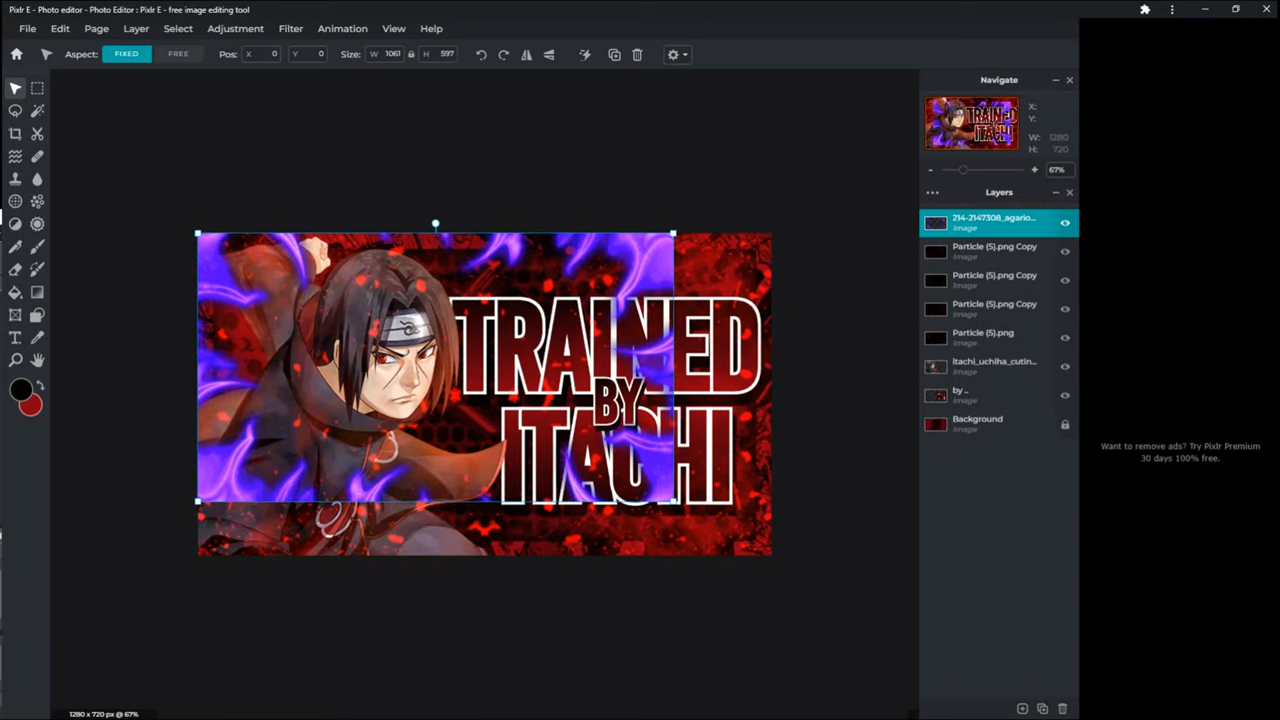 Pixlr E - Photo editor - Photo Editor : Pixlr E - free image editing tool
File Edit Page Layer Select Adjustment Filter Animation View Help
Aspect: FIXED FREE Pos: X 0 Y 0 Size: W 1061 H 597
Navigate
X:
Y:
W: 1280
H: 720
67%
Layers
214-2147308_agario...
Image
Particle (5).png Copy
Image
Particle (5).png Copy
Image
Particle (5).png Copy
Image
Particle (5).png
Image
itachi_uchiha_cutin...
Image
by ..
Image
Background
Image
TRAINED
BY
ITACHI
TRAINED
ITACHI
T
Want to remove ads? Try Pixlr Premium
30 days 100% free.
1280 x 720 px @ 67%